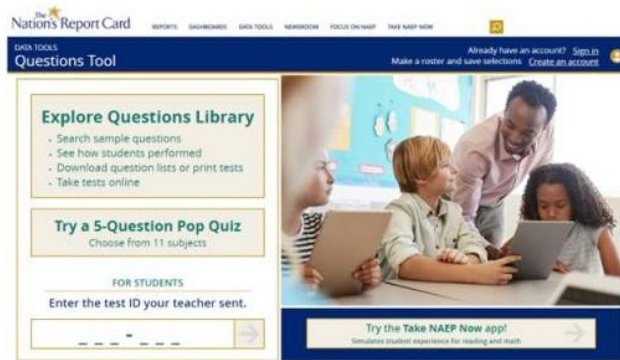 The
Nation's Report Card
REPORTS DASHBOARDS DATA TOOLS NEWSROOM FOCUS ON NAEP TAKE NAEP NOW
DATA TOOLS
Questions Tool
Already have an account? Sign in
Make a roster and save selections Create an account
Explore Questions Library
• Search sample questions
• See how students performed
• Download question lists or print tests
• Take tests online
Try a 5-Question Pop Quiz
Choose from 11 subjects
FOR STUDENTS
Enter the test ID your teacher sent.
_ _ _ - _ _ _
Try the Take NAEP Now app!
Simulates student experience for reading and math